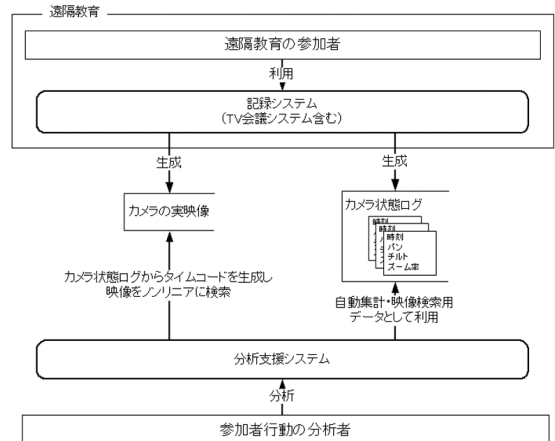 遠隔教育
遠隔教育の参加者
利用
記録システム
（TV会議システム含む）
生成
生成
カメラの実映像
カメラ状態ログ
時刻
パン
チルト
ズーム率
カメラ状態ログからタイムコードを生成し
映像をノンリニアに検索
自動集計・映像検索用
データとして利用
分析支援システム
分析
参加者行動の分析者